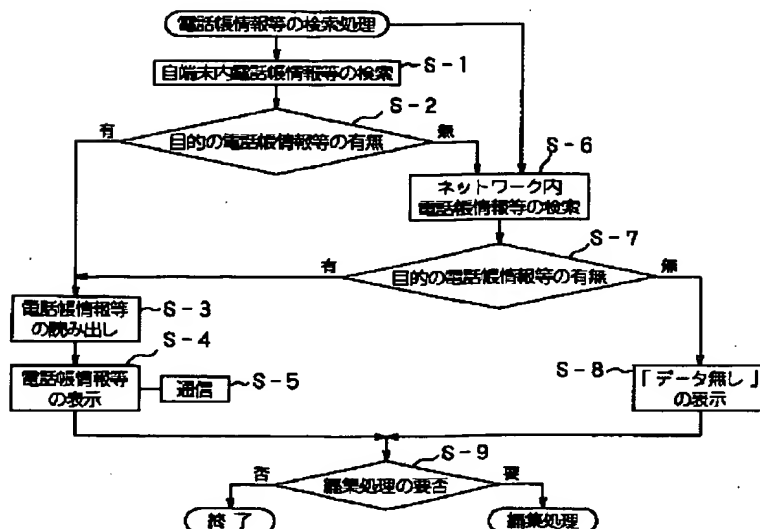 電話帳情報等の検索処理
自端末内電話帳情報等の検索
S-1
S-2
有
目的の電話帳情報等の有無
無
S-6
ネットワーク内
電話帳情報等の検索
S-7
有
目的の電話帳情報等の有無
無
電話帳情報等
の読み出し
S-3
S-4
電話帳情報等
の表示
通信
S-5
S-8
「データ無し」
の表示
S-9
否
編集処理の要否
要
終了
編集処理